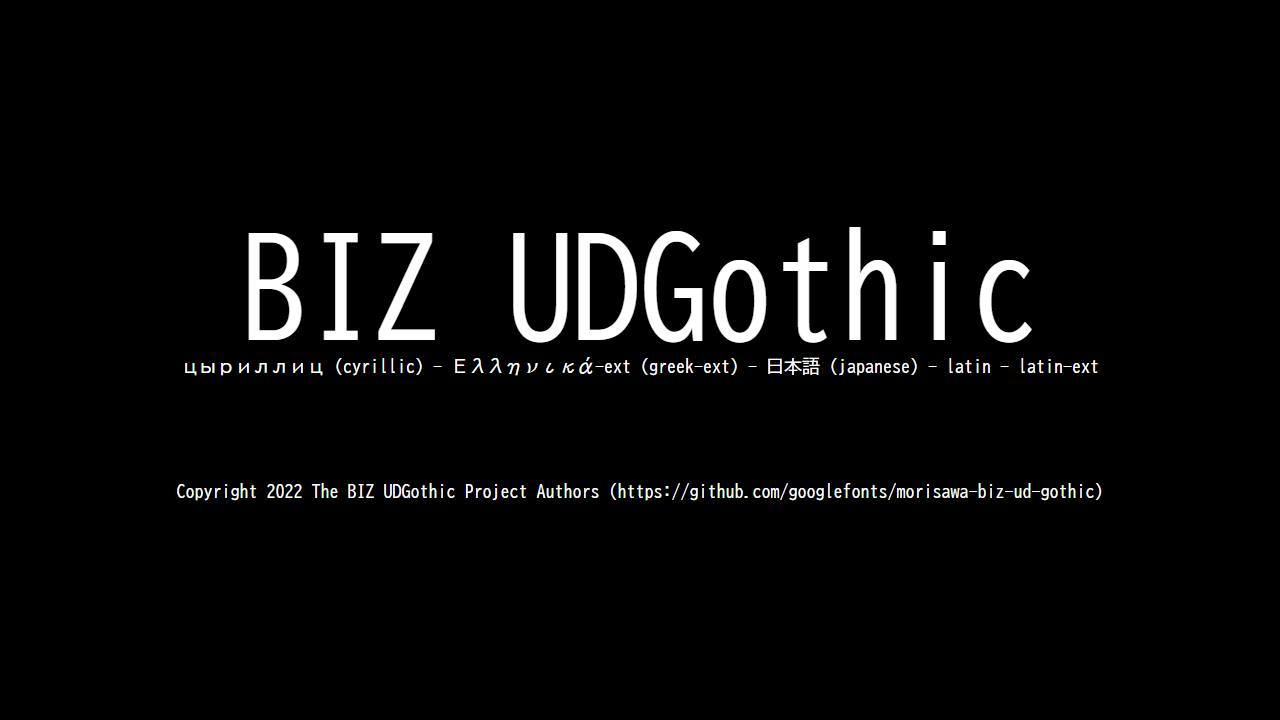 BIZ UDGothic
цыриллиц (cyrillic) - Ελληνικά-ext (greek-ext) - 日本語 (japanese) - latin - latin-ext
Copyright 2022 The BIZ UDGothic Project Authors (https://github.com/googlefonts/morisawa-biz-ud-gothic)